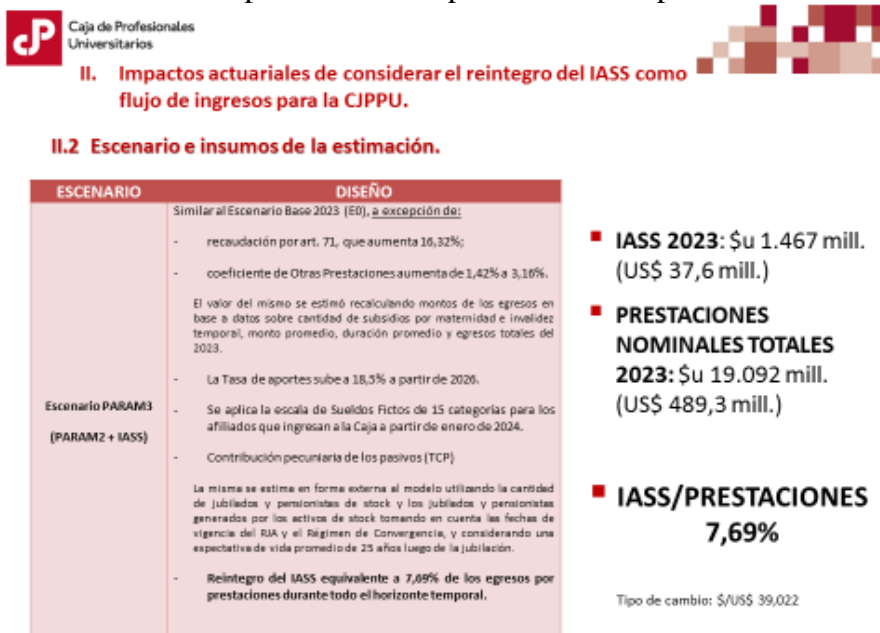 Caja de Profesionales
Universitarios
II. Impactos actuariales de considerar el reintegro del IASS como
flujo de ingresos para la CJPPU.
II.2 Escenario e insumos de la estimación.
ESCENARIO
DISEÑO
Escenario PARAM3
(PARAM2 + IASS)
Similar al Escenario Base 2023 (E0), a excepción de:
- recaudación por art. 71, que aumenta 16,32%;
- coeficiente de Otras Prestaciones aumenta de 1,42% a 3,16%.
El valor del mismo se estimó recalculando montos de los egresos en
base a datos sobre cantidad de subsidios por maternidad e invalidez
temporal, monto promedio, duración promedio y egresos totales del
2023.
- La Tasa de aportes sube a 18,5% a partir de 2026.
- Se aplica la escala de Sueldos Fictos de 15 categorías para los
afiliados que ingresan a la Caja a partir de enero de 2024.
- Contribución pecuniaria de los pasivos (TCP)
La misma se estima en forma externa al modelo utilizando la cantidad
de jubilados y pensionistas de stock y los jubilados y pensionistas
generados por los activos de stock tomando en cuenta las fechas de
vigencia del RJA y el Régimen de Convergencia, y considerando una
espectativa de vida promedio de 25 años luego de la jubilación.
- Reintegro del IASS equivalente a 7,69% de los egresos por
prestaciones durante todo el horizonte temporal.
▪ IASS 2023: $u 1.467 mill.
(US$ 37,6 mill.)
▪ PRESTACIONES
NOMINALES TOTALES
2023: $u 19.092 mill.
(US$ 489,3 mill.)
▪ IASS/PRESTACIONES
7,69%
Tipo de cambio: $/US$ 39,022